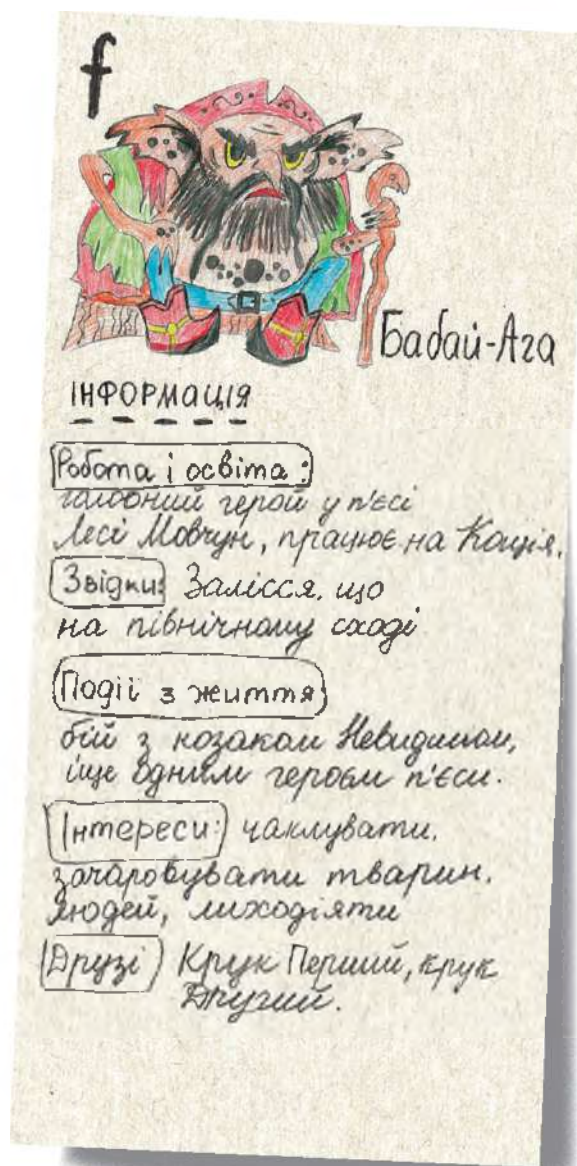 f
Бабай-Ага
ІНФОРМАЦІЯ
Робота і освіта:
головний герой у п'єсі
Лесі Мовчун, працює на Кощія.
Звідки: Залісся, що
на північному сході
Події з життя:
бій з козаком Невидимом,
іще одним героєм п'єси.
Інтереси: чаклувати,
зачаровувати тварин,
людей, лиходіяти
Друзі Крук Перший, крук
Другий.